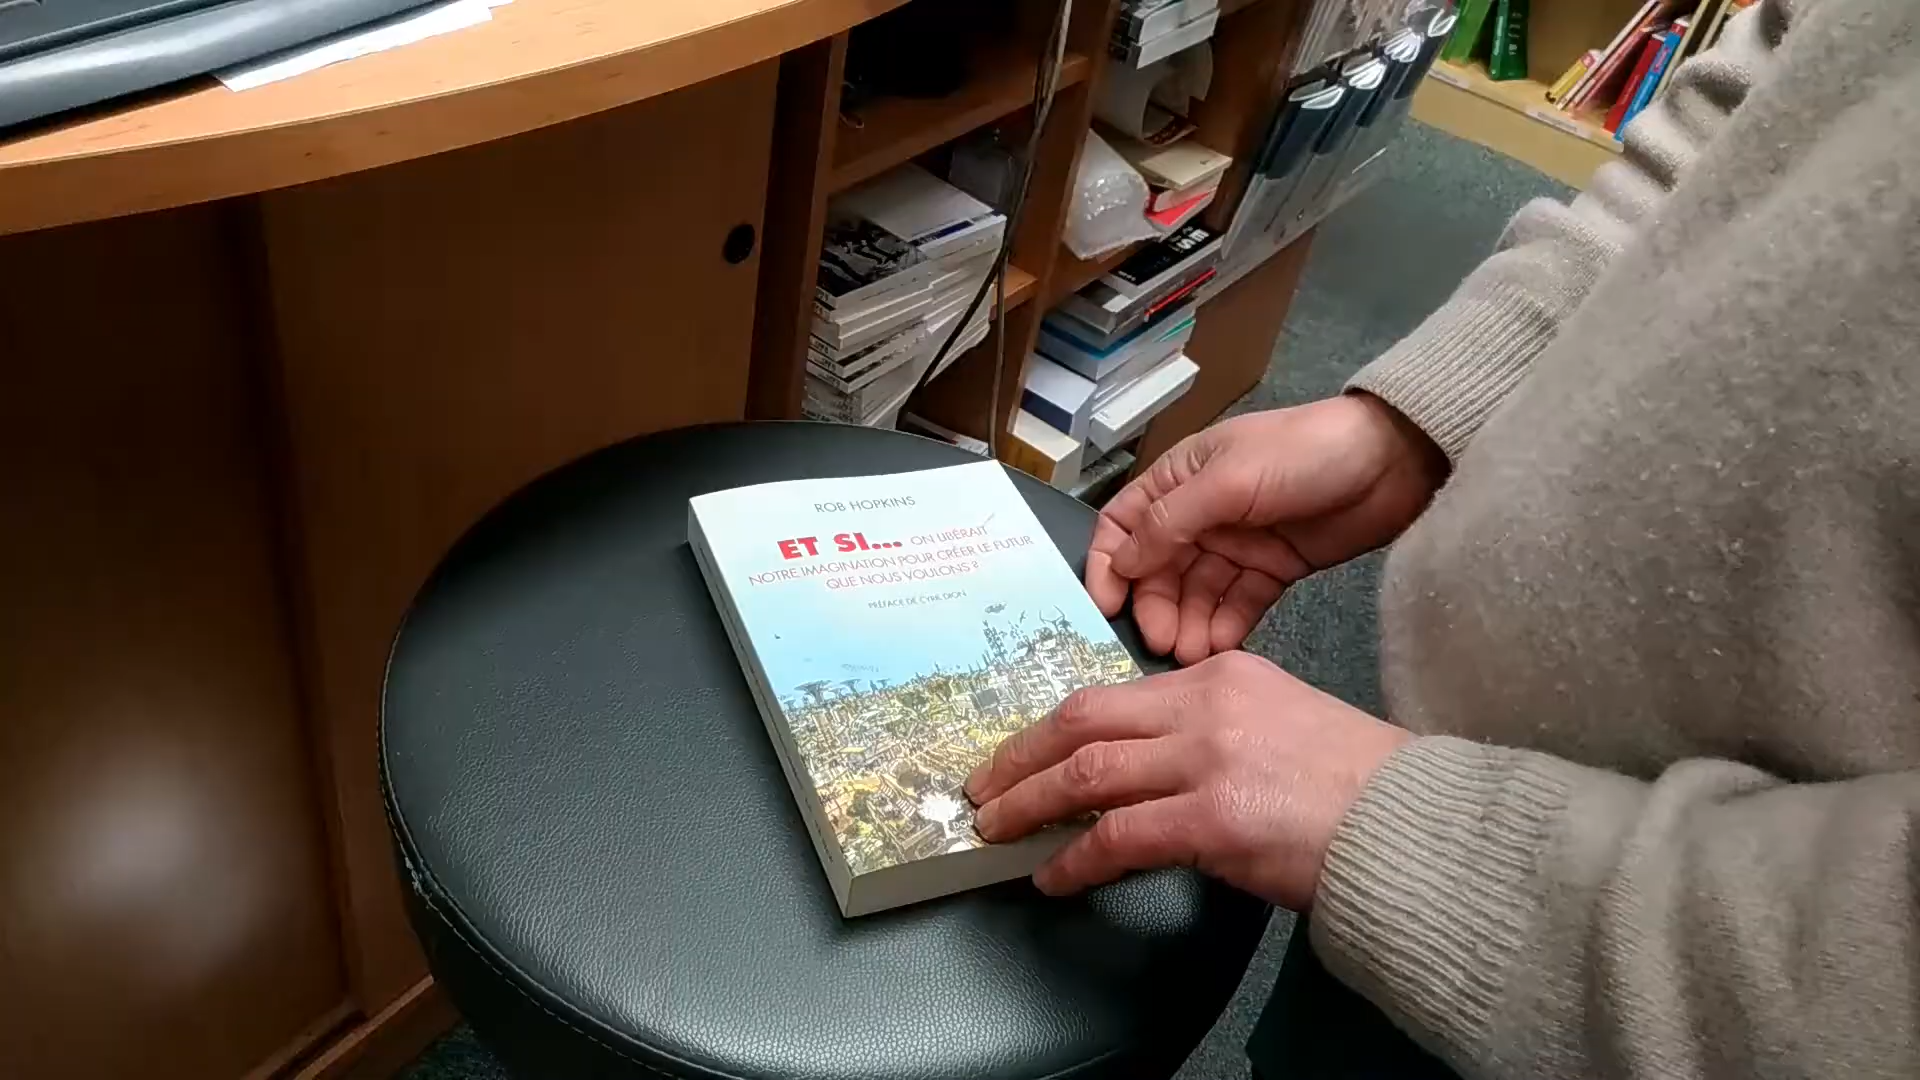 ROB HOPKINS
ET SI... ON LIBÉRAIT
NOTRE IMAGINATION POUR CRÉER LE FUTUR
QUE NOUS VOULONS ?
PRÉFACE DE CYRIL DION